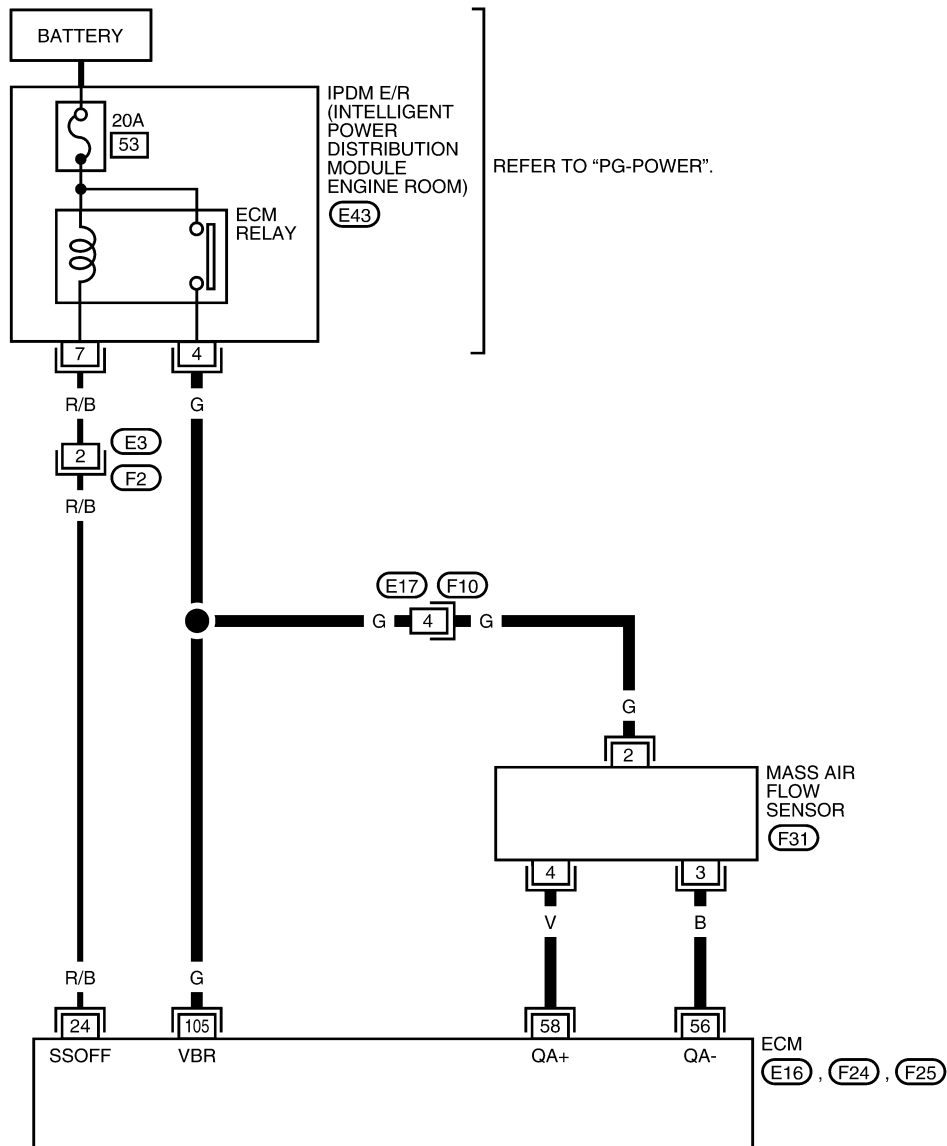 BATTERY
20A
53
IPDM E/R
(INTELLIGENT
POWER
DISTRIBUTION
MODULE
ENGINE ROOM)
E43
REFER TO “PG-POWER”.
ECM
RELAY
7
4
R/B
G
2
E3
F2
R/B
E17
F10
G
4
G
G
2
MASS AIR
FLOW
SENSOR
F31
4
3
V
B
R/B
G
24
105
58
56
SSOFF
VBR
QA+
QA-
ECM
E16 , F24 , F25